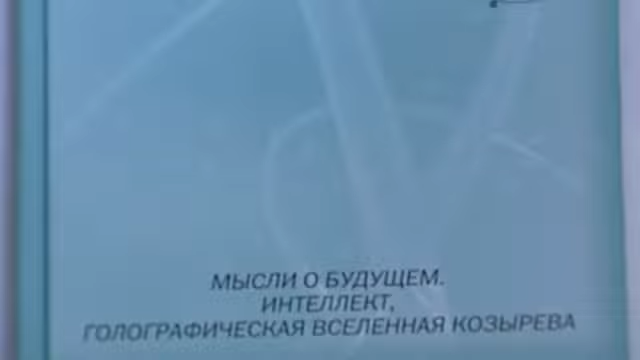 МЫСЛИ О БУДУЩЕМ.
ИНТЕЛЛЕКТ,
ГОЛОГРАФИЧЕСКАЯ ВСЕЛЕННАЯ КОЗЫРЕВА